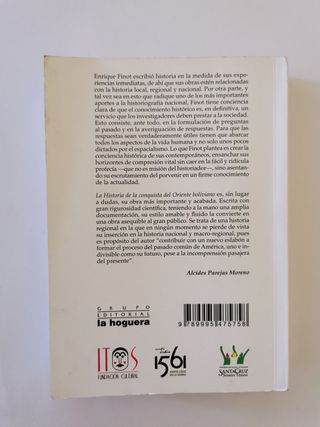 Enrique Finot escribió historia en la medida de sus expe-
riencias inmediatas, de ahí que sus obras estén relacionadas
con la historia local, regional y nacional. Por otra parte, y
tal vez sea en esto que radique uno de los más importantes
aportes a la historiografía nacional, Finot tiene conciencia
clara de que el conocimiento histórico es, en definitiva, un
servicio que los investigadores deben prestar a la sociedad.
Esto consiste, ante todo, en la formulación de preguntas
al pasado y en la averiguación de respuestas. Para que las
respuestas sean verdaderamente útiles tienen que abarcar
todos los aspectos de la vida humana y no solo unos pocos
dictados por el especialismo. Lo que Finot plantea es crear la
conciencia histórica de sus contemporáneos, ensanchar sus
horizontes de comprensión vital sin caer en la fácil y ridícula
profecía —que no es misión del historiador—, sino asentan-
do su escrutamiento del porvenir en un firme conocimiento
de la actualidad.
La Historia de la conquista del Oriente boliviano es, sin lugar
a dudas, su obra más importante y acabada. Escrita con
gran rigurosidad científica, teniendo a la mano una amplia
documentación, su estilo amable y fluido la convierte en
una obra asequible al gran público. Se trata de una historia
regional en la que en ningún momento se pierde de vista
su inserción en la historia nacional y macro-regional, pues
es propósito del autor "contribuir con un nuevo eslabón a
formar el proceso del pasado común de América, uno e in-
divisible como su futuro, pese a la incomprensión pasajera
del presente".
Alcides Parejas Moreno
GRUPO
EDITORIAL
la hoguera
9 789995 475758
ITOS
FUNDACIÓN CULTURAL
1561
SANTA CRUZ